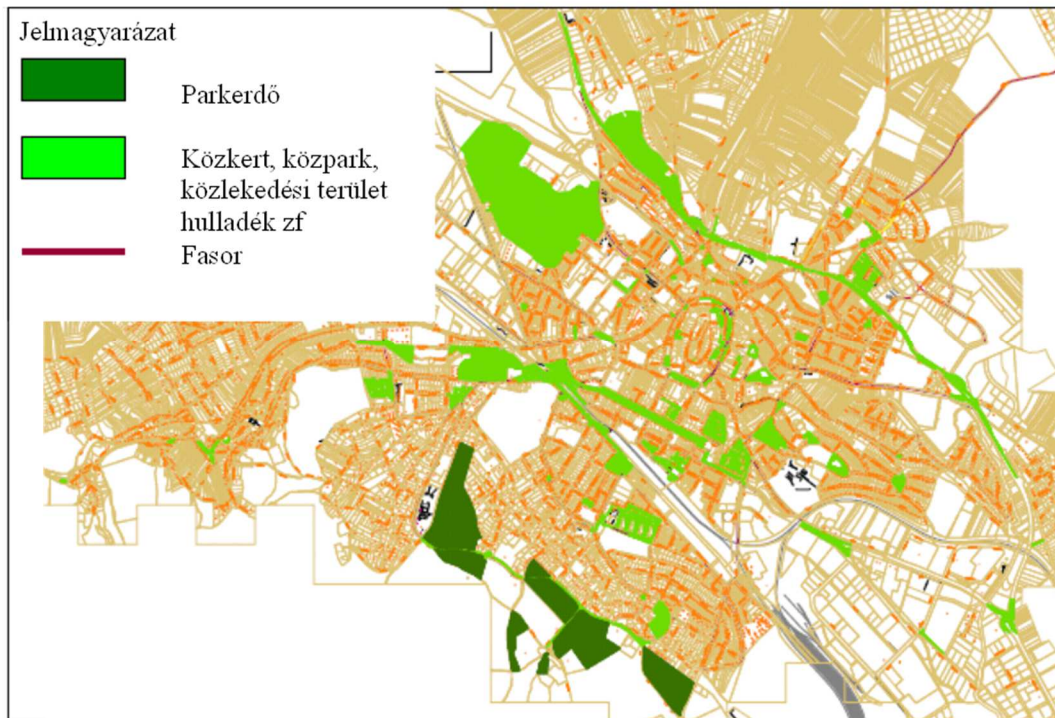 Jelmagyarázat
Parkerdő
Közkert, közpark,
közlekedési terület
hulladék zf
Fasor